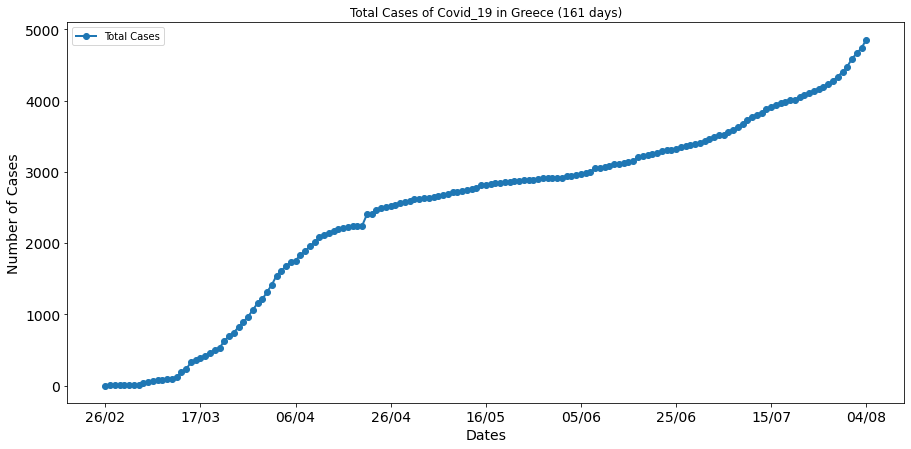 Total Cases of Covid_19 in Greece (161 days)
Total Cases
Number of Cases
5000
4000
3000
2000
1000
0
26/02 17/03 06/04 26/04 16/05 05/06 25/06 15/07 04/08
Dates